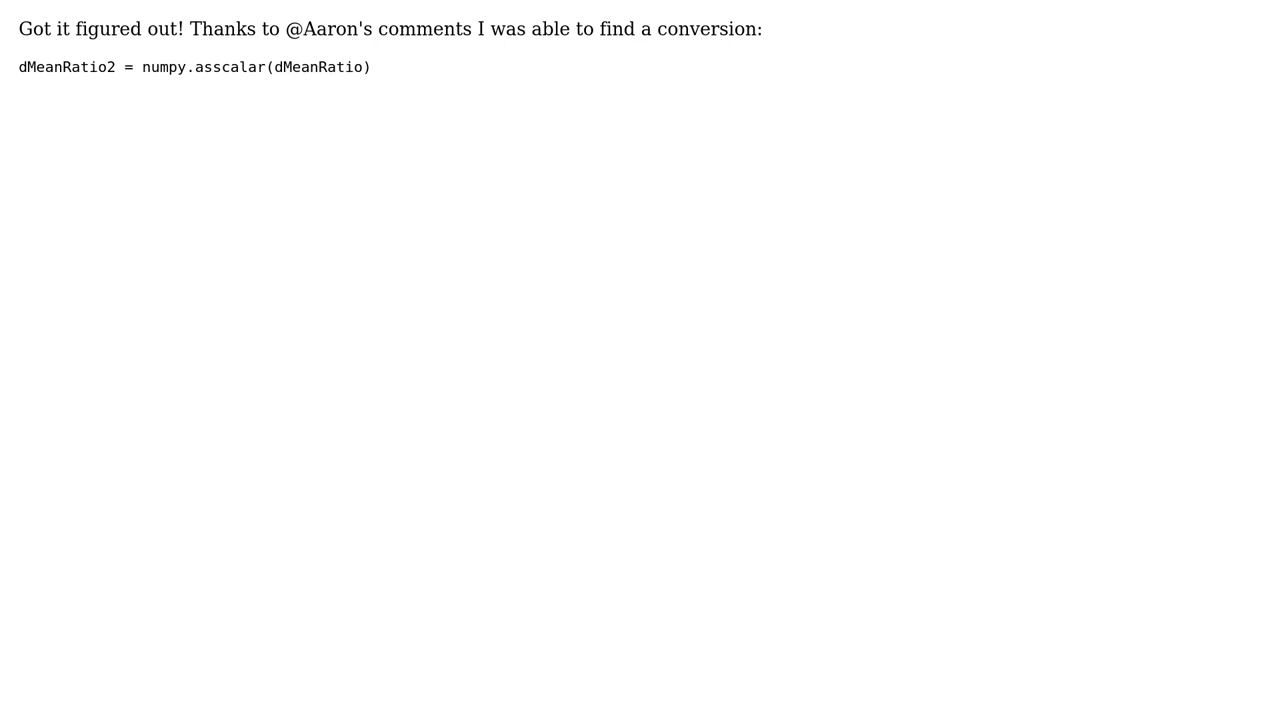 Got it figured out! Thanks to @Aaron's comments I was able to find a conversion:
dMeanRatio2 = numpy.asscalar(dMeanRatio)